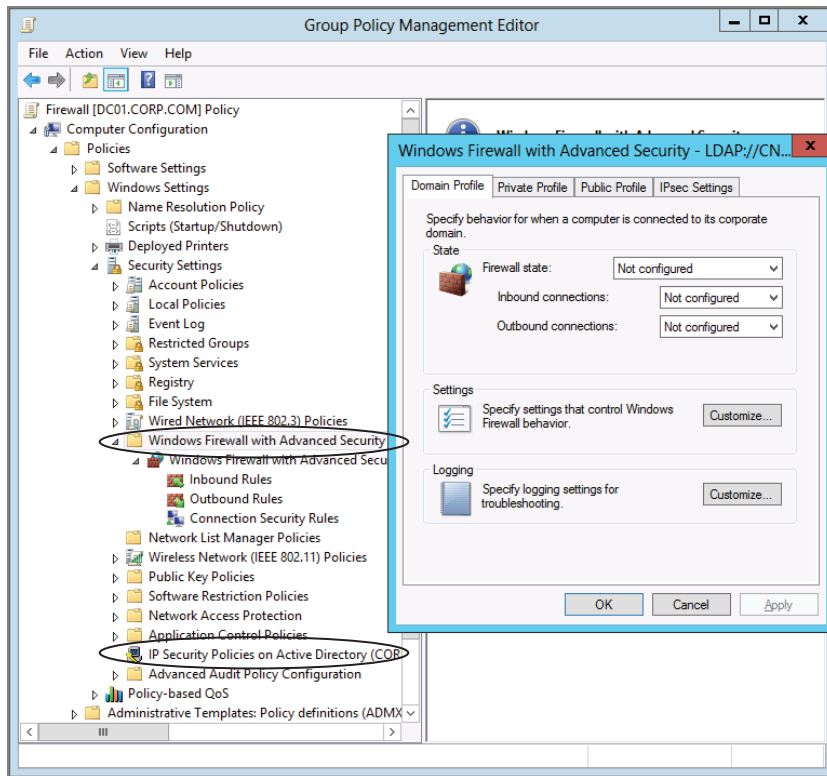 Group Policy Management Editor
File Action View Help
Firewall [DC01.CORP.COM] Policy
Computer Configuration
Policies
Software Settings
Windows Settings
Name Resolution Policy
Scripts (Startup/Shutdown)
Deployed Printers
Security Settings
Account Policies
Local Policies
Event Log
Restricted Groups
System Services
Registry
File System
Wired Network (IEEE 802.3) Policies
Windows Firewall with Advanced Security
Windows Firewall with Advanced Secu
Inbound Rules
Outbound Rules
Connection Security Rules
Network List Manager Policies
Wireless Network (IEEE 802.11) Policies
Public Key Policies
Software Restriction Policies
Network Access Protection
Application Control Policies
IP Security Policies on Active Directory (COR
Advanced Audit Policy Configuration
Policy-based QoS
Administrative Templates: Policy definitions (ADMX
Windows Firewall with Advanced Security - LDAP://CN...
Domain Profile Private Profile Public Profile IPsec Settings
Specify behavior for when a computer is connected to its corporate
domain.
State
Firewall state: Not configured
Inbound connections: Not configured
Outbound connections: Not configured
Settings
Specify settings that control Windows
Firewall behavior.
Customize...
Logging
Specify logging settings for
troubleshooting.
Customize...
OK Cancel Apply